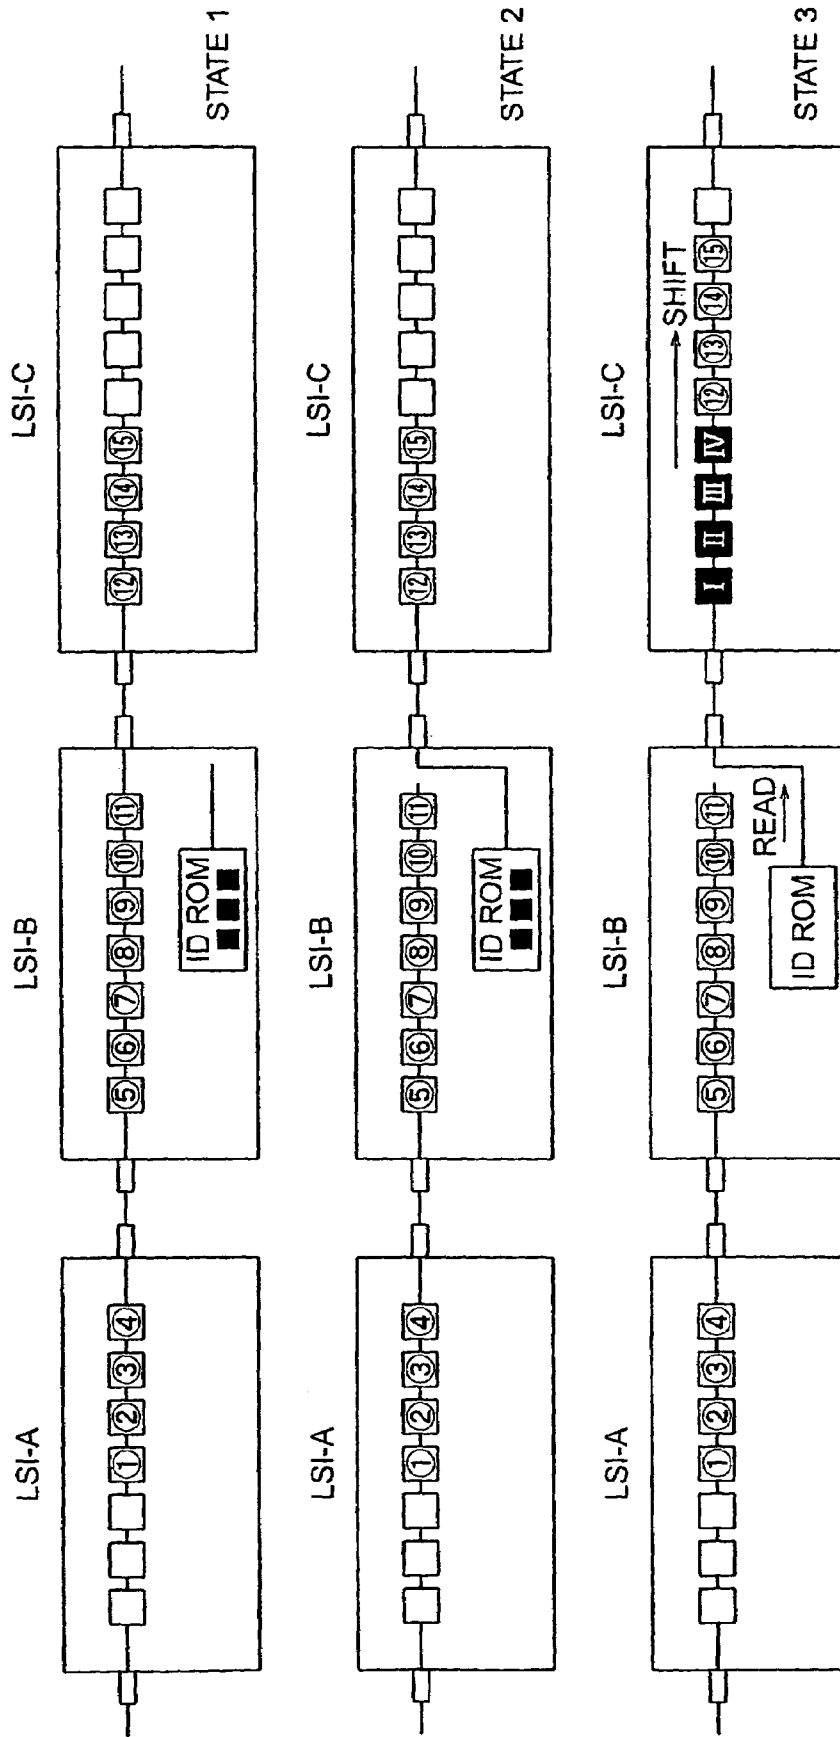 LSI-A LSI-B LSI-C
① ② ③ ④ ⑤ ⑥ ⑦ ⑧ ⑨ ⑩ ⑪ ⑫ ⑬ ⑭ ⑮
ID ROM
STATE 1
LSI-A LSI-B LSI-C
① ② ③ ④ ⑤ ⑥ ⑦ ⑧ ⑨ ⑩ ⑪ ⑫ ⑬ ⑭ ⑮
ID ROM
STATE 2
LSI-A LSI-B LSI-C
SHIFT
① ② ③ ④ ⑤ ⑥ ⑦ ⑧ ⑨ ⑩ ⑪ I II III IV ⑫ ⑬ ⑭ ⑮
READ
ID ROM
STATE 3